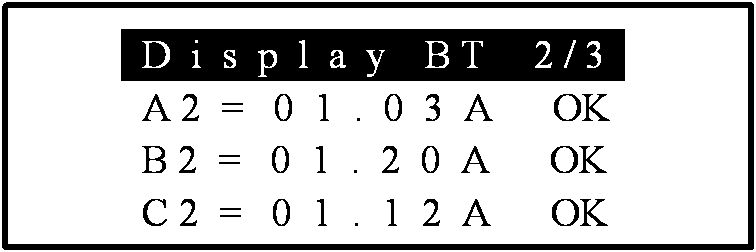 Display BT 2/3
A2 = 01.03A OK
B2 = 01.20A OK
C2 = 01.12A OK